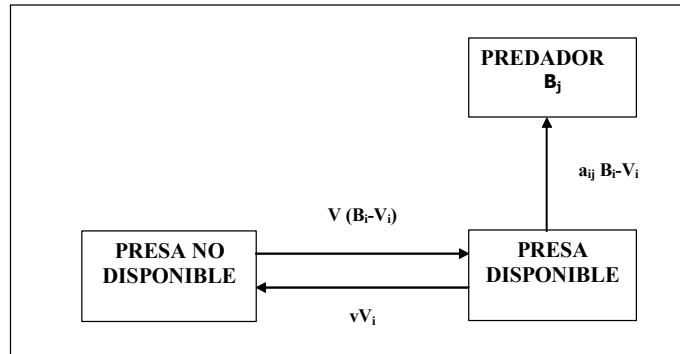 PREDADOR
Bj
aij Bi-Vi
V (Bi-Vi)
PRESA NO
DISPONIBLE
PRESA
DISPONIBLE
vVi